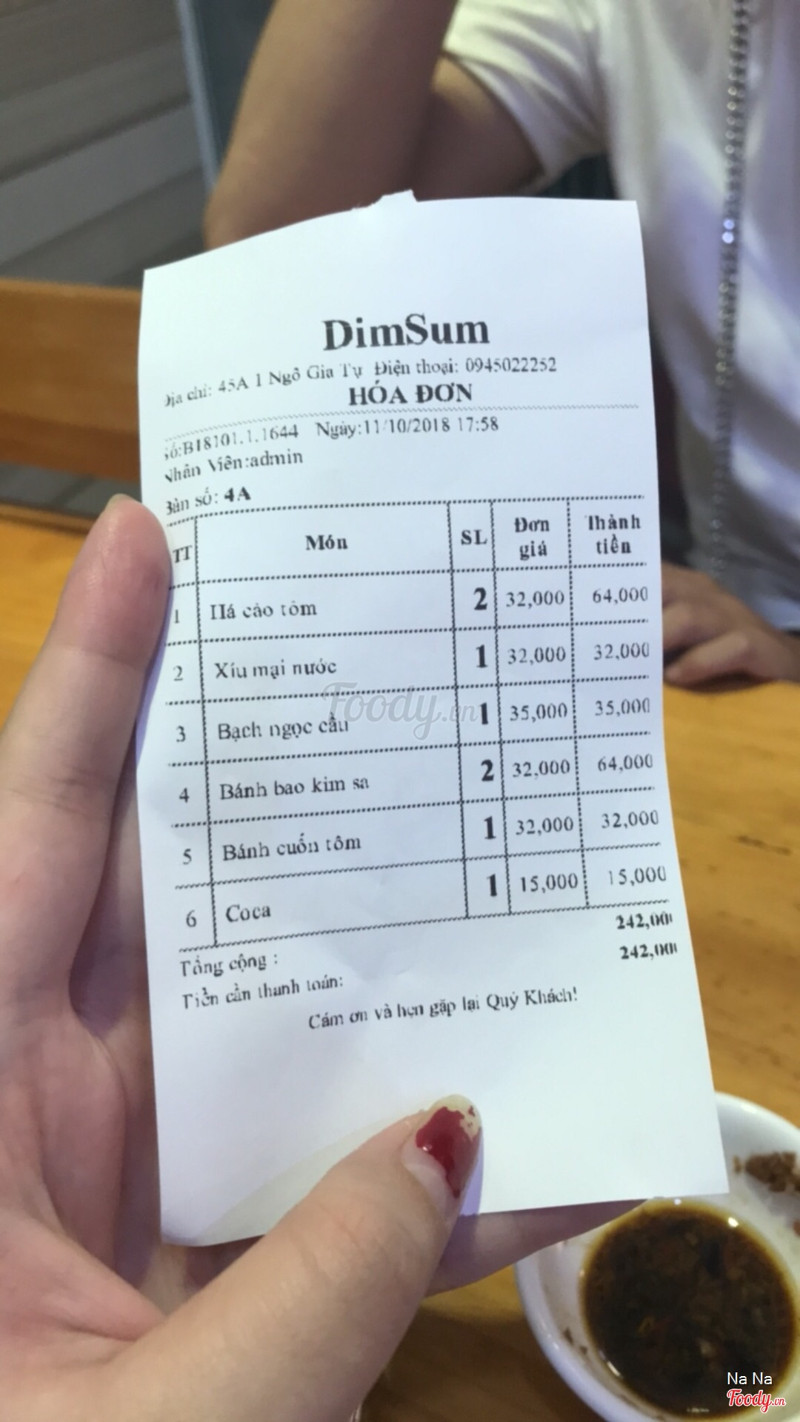 DimSum
Địa chỉ: 45A 1 Ngô Gia Tự Điện thoại: 0945022252
HÓA ĐƠN
Số:B18101.1.1644 Ngày:11/10/2018 17:58
Nhân Viên:admin
Bàn số: 4A
TT Món SL Đơn giá Thành tiền
1 Há cảo tôm 2 32,000 64,000
2 Xíu mại nước 1 32,000 32,000
3 Bạch ngọc cầu 1 35,000 35,000
4 Bánh bao kim sa 2 32,000 64,000
5 Bánh cuốn tôm 1 32,000 32,000
6 Coca 1 15,000 15,000
Tổng cộng : 242,000
Tiền cần thanh toán: 242,000
Cám ơn và hẹn gặp lại Quý Khách!
Foody.vn
Na Na
Foody.vn